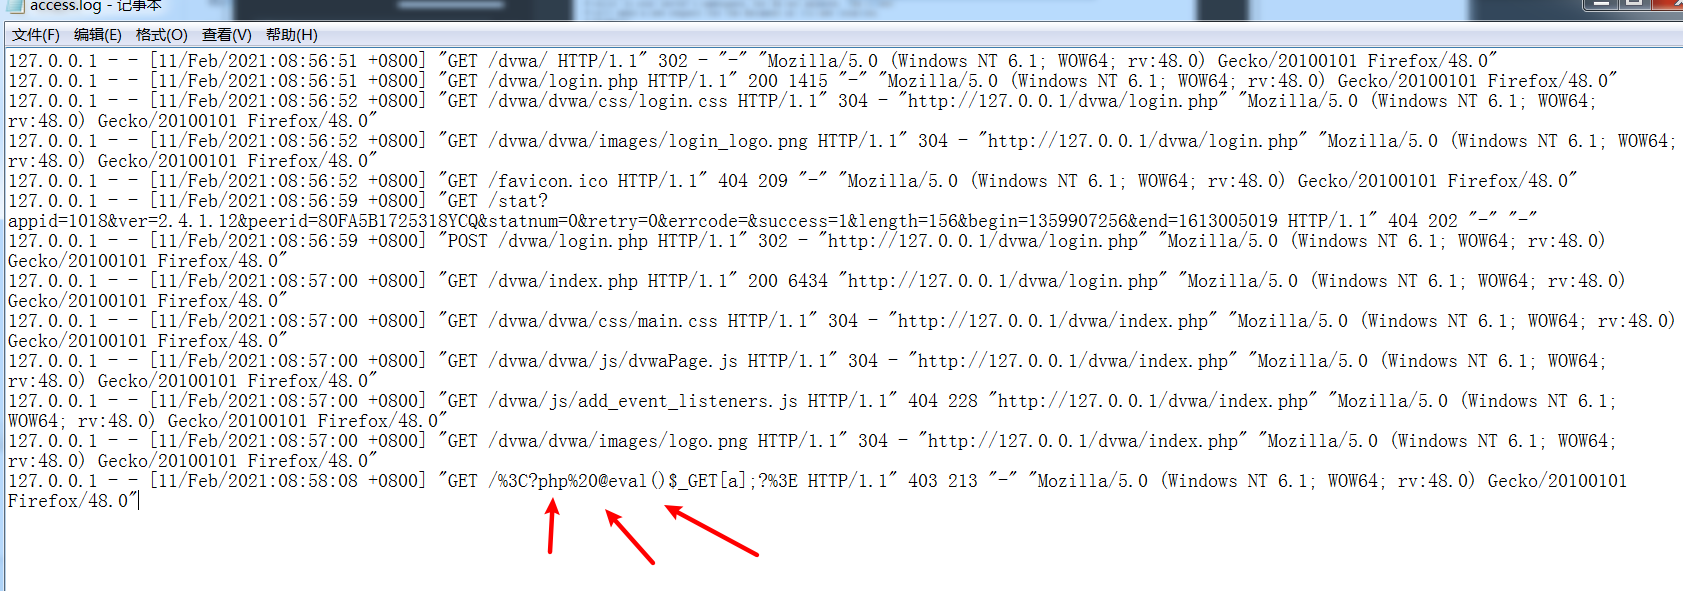 access.log - 记事本
文件(F) 编辑(E) 格式(O) 查看(V) 帮助(H)
127.0.0.1 - - [11/Feb/2021:08:56:51 +0800] "GET /dvwa/ HTTP/1.1" 302 - "-" "Mozilla/5.0 (Windows NT 6.1; WOW64; rv:48.0) Gecko/20100101 Firefox/48.0"
127.0.0.1 - - [11/Feb/2021:08:56:51 +0800] "GET /dvwa/login.php HTTP/1.1" 200 1415 "-" "Mozilla/5.0 (Windows NT 6.1; WOW64; rv:48.0) Gecko/20100101 Firefox/48.0"
127.0.0.1 - - [11/Feb/2021:08:56:52 +0800] "GET /dvwa/dvwa/css/login.css HTTP/1.1" 304 - "http://127.0.0.1/dvwa/login.php" "Mozilla/5.0 (Windows NT 6.1; WOW64;
rv:48.0) Gecko/20100101 Firefox/48.0"
127.0.0.1 - - [11/Feb/2021:08:56:52 +0800] "GET /dvwa/dvwa/images/login_logo.png HTTP/1.1" 304 - "http://127.0.0.1/dvwa/login.php" "Mozilla/5.0 (Windows NT 6.1; WOW64;
rv:48.0) Gecko/20100101 Firefox/48.0"
127.0.0.1 - - [11/Feb/2021:08:56:52 +0800] "GET /favicon.ico HTTP/1.1" 404 209 "-" "Mozilla/5.0 (Windows NT 6.1; WOW64; rv:48.0) Gecko/20100101 Firefox/48.0"
127.0.0.1 - - [11/Feb/2021:08:56:59 +0800] "GET /stat?
appid=1018&ver=2.4.1.12&peerid=80FA5B1725318YCQ&statnum=0&retry=0&errcode=&success=1&length=156&begin=1359907256&end=1613005019 HTTP/1.1" 404 202 "-" "-"
127.0.0.1 - - [11/Feb/2021:08:56:59 +0800] "POST /dvwa/login.php HTTP/1.1" 302 - "http://127.0.0.1/dvwa/login.php" "Mozilla/5.0 (Windows NT 6.1; WOW64; rv:48.0)
Gecko/20100101 Firefox/48.0"
127.0.0.1 - - [11/Feb/2021:08:57:00 +0800] "GET /dvwa/index.php HTTP/1.1" 200 6434 "http://127.0.0.1/dvwa/login.php" "Mozilla/5.0 (Windows NT 6.1; WOW64; rv:48.0)
Gecko/20100101 Firefox/48.0"
127.0.0.1 - - [11/Feb/2021:08:57:00 +0800] "GET /dvwa/dvwa/css/main.css HTTP/1.1" 304 - "http://127.0.0.1/dvwa/index.php" "Mozilla/5.0 (Windows NT 6.1; WOW64; rv:48.0)
Gecko/20100101 Firefox/48.0"
127.0.0.1 - - [11/Feb/2021:08:57:00 +0800] "GET /dvwa/dvwa/js/dvwaPage.js HTTP/1.1" 304 - "http://127.0.0.1/dvwa/index.php" "Mozilla/5.0 (Windows NT 6.1; WOW64;
rv:48.0) Gecko/20100101 Firefox/48.0"
127.0.0.1 - - [11/Feb/2021:08:57:00 +0800] "GET /dvwa/js/add_event_listeners.js HTTP/1.1" 404 228 "http://127.0.0.1/dvwa/index.php" "Mozilla/5.0 (Windows NT 6.1;
WOW64; rv:48.0) Gecko/20100101 Firefox/48.0"
127.0.0.1 - - [11/Feb/2021:08:57:00 +0800] "GET /dvwa/dvwa/images/logo.png HTTP/1.1" 304 - "http://127.0.0.1/dvwa/index.php" "Mozilla/5.0 (Windows NT 6.1; WOW64;
rv:48.0) Gecko/20100101 Firefox/48.0"
127.0.0.1 - - [11/Feb/2021:08:58:08 +0800] "GET /%3C?php%20@eval()$_GET[a];?%3E HTTP/1.1" 403 213 "-" "Mozilla/5.0 (Windows NT 6.1; WOW64; rv:48.0) Gecko/20100101
Firefox/48.0"